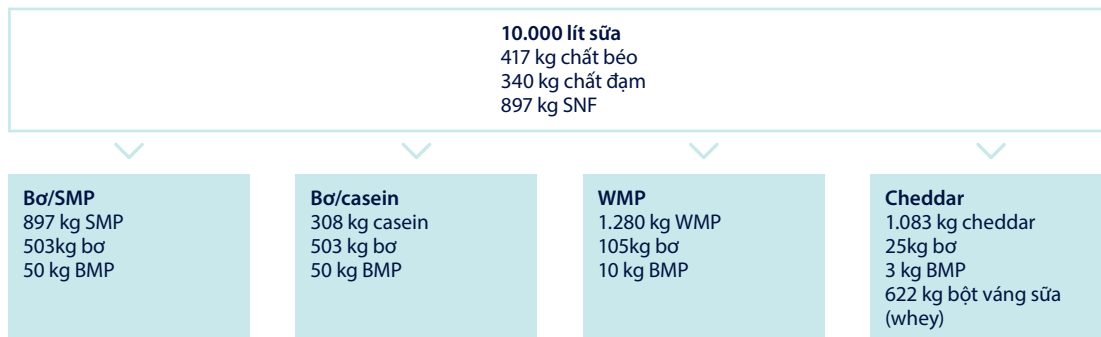 10.000 lít sữa
417 kg chất béo
340 kg chất đạm
897 kg SNF
Bơ/SMP
897 kg SMP
503kg bơ
50 kg BMP
Bơ/casein
308 kg casein
503 kg bơ
50 kg BMP
WMP
1.280 kg WMP
105kg bơ
10 kg BMP
Cheddar
1.083 kg cheddar
25kg bơ
3 kg BMP
622 kg bột váng sữa
(whey)